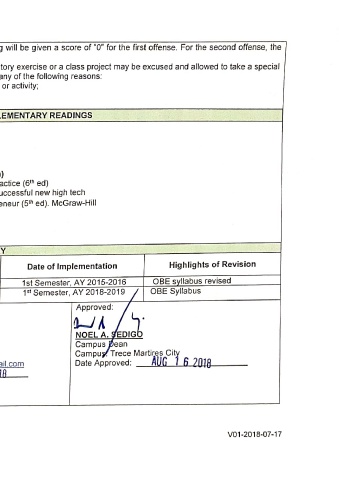 g will be given a score of "0" for the first offense. For the second offense, the
tory exercise or a class project may be excused and allowed to take a special
any of the following reasons:
or activity;
LEMENTARY READINGS
)
actice (6th ed)
uccessful new high tech
eneur (5th ed). McGraw-Hill
Y
Date of Implementation Highlights of Revision
1st Semester, AY 2015-2016 OBE syllabus revised
1st Semester, AY 2018-2019 OBE Syllabus
Approved:
NOEL A. SEDIGO
Campus Dean
Campus, Trece Martires City
ail.com
Date Approved: AUG 16 2018
18
V01-2018-07-17